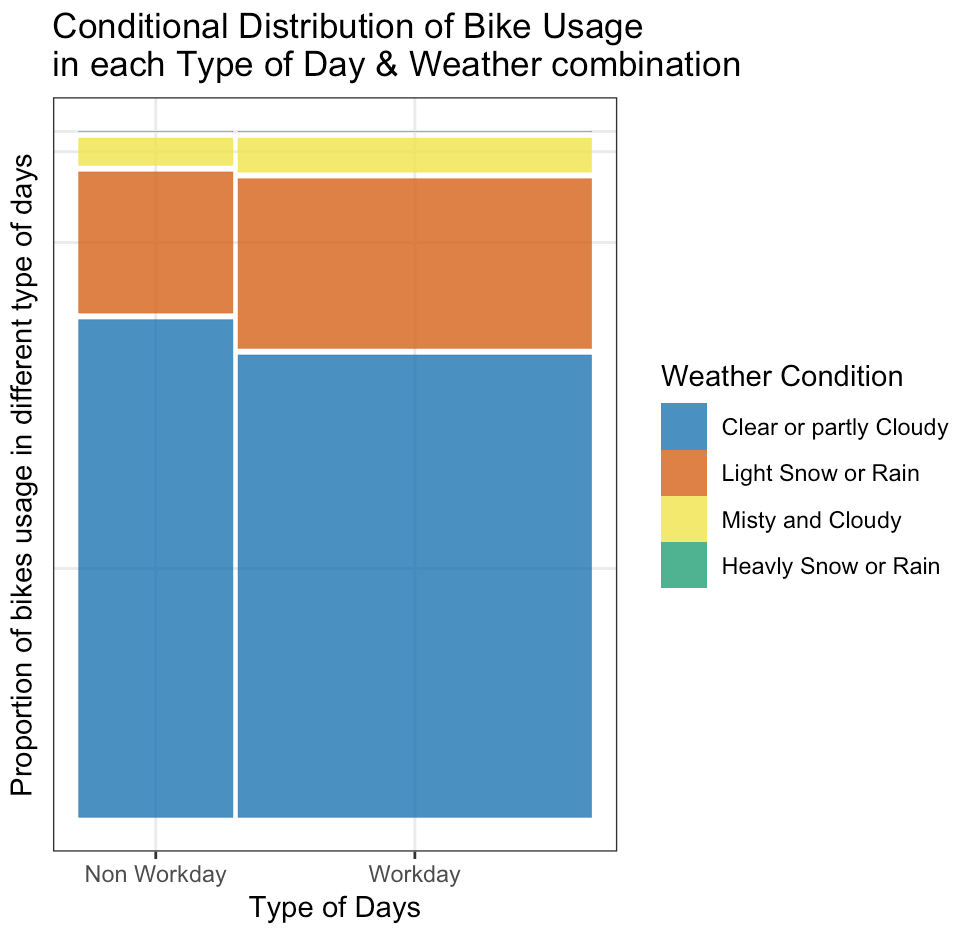 Conditional Distribution of Bike Usage
in each Type of Day & Weather combination
Proportion of bikes usage in different type of days
Weather Condition
Clear or partly Cloudy
Light Snow or Rain
Misty and Cloudy
Heavly Snow or Rain
Non Workday
Workday
Type of Days